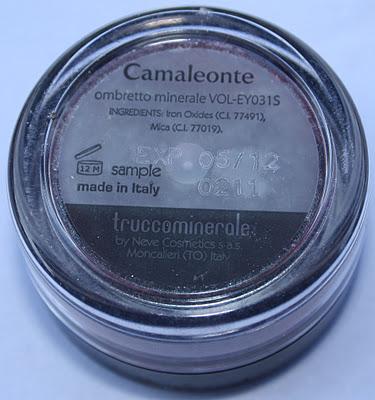 Camaleonte
ombretto minerale VOL-EY031S
INGREDIENTS: Iron Oxides (C.I. 77491),
Mica (C.I. 77019).
EXP 05/12
12 M sample
0211
made in Italy
truccominerale.
by Neve Cosmetics s.a.s.
Moncalieri (TO) Italy